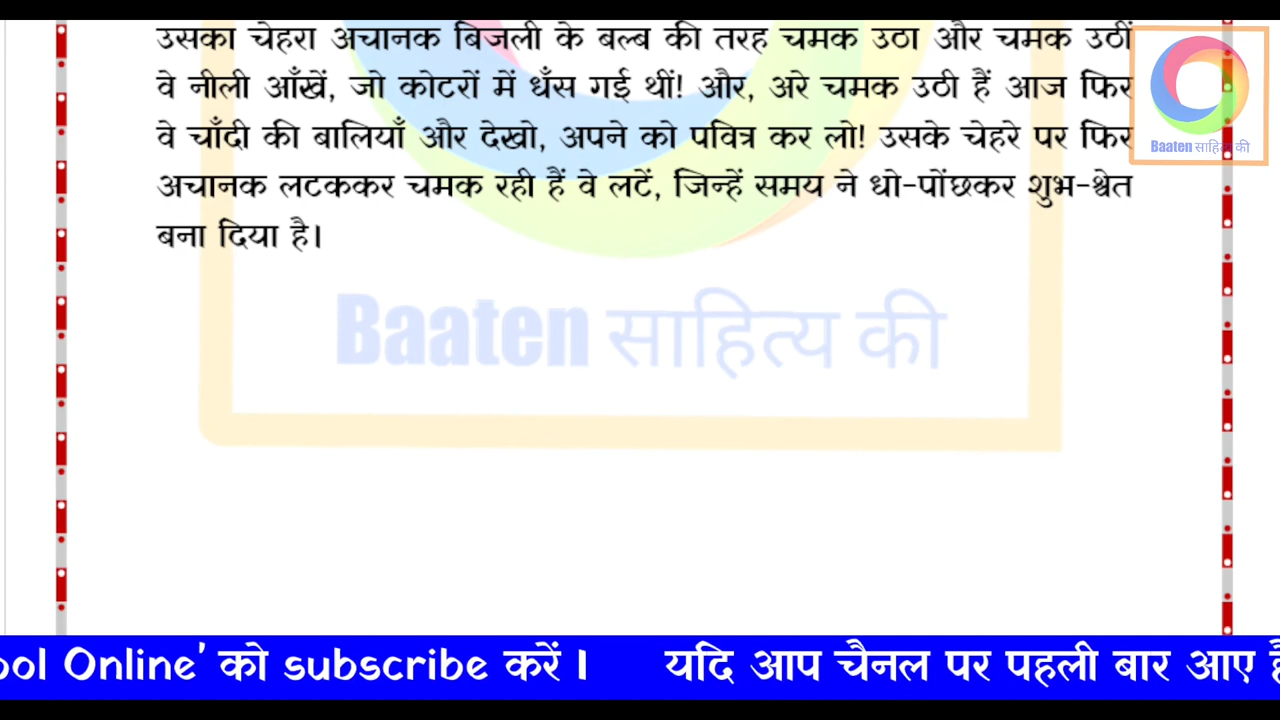 उसका चेहरा अचानक बिजली के बल्ब की तरह चमक उठा और चमक उठीं
वे नीली आँखें, जो कोटरों में धँस गई थीं! और, अरे चमक उठी हैं आज फिर
वे चाँदी की बालियाँ और देखो, अपने को पवित्र कर लो! उसके चेहरे पर फिर
अचानक लटककर चमक रही हैं वे लटें, जिन्हें समय ने धो-पोंछकर शुभ-श्वेत
बना दिया है।
Baaten साहित्य की
Baaten साहित्य की
ool Online' को subscribe करें। यदि आप चैनल पर पहली बार आए है